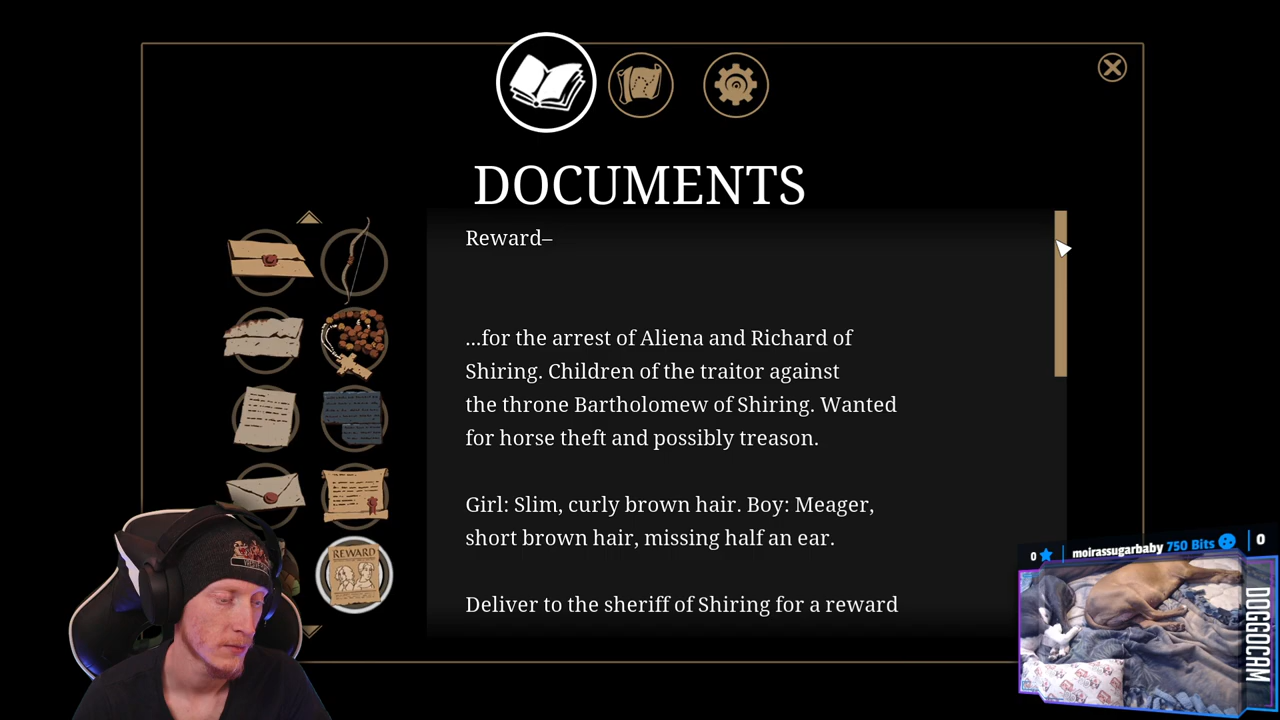 DOCUMENTS
Reward–
...for the arrest of Aliena and Richard of
Shiring. Children of the traitor against
the throne Bartholomew of Shiring. Wanted
for horse theft and possibly treason.
Girl: Slim, curly brown hair. Boy: Meager,
short brown hair, missing half an ear.
Deliver to the sheriff of Shiring for a reward
REWARD
0
moirassugarbaby 750 Bits
0
DOGGOCAM